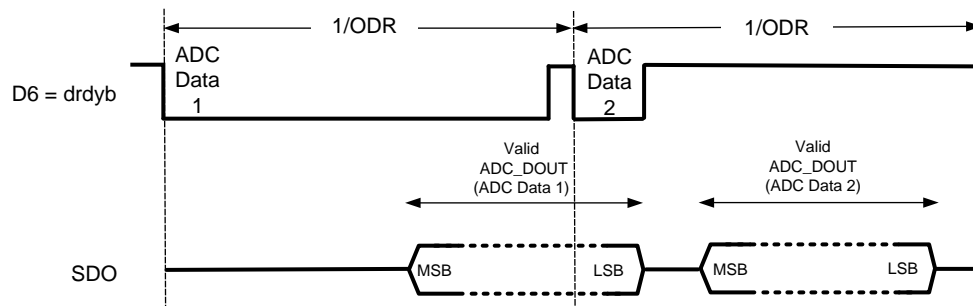 1/ODR
1/ODR
ADC
Data
1
ADC
Data
2
D6 = drdyb
Valid
ADC_DOUT
(ADC Data 1)
Valid
ADC_DOUT
(ADC Data 2)
SDO
MSB
LSB
MSB
LSB